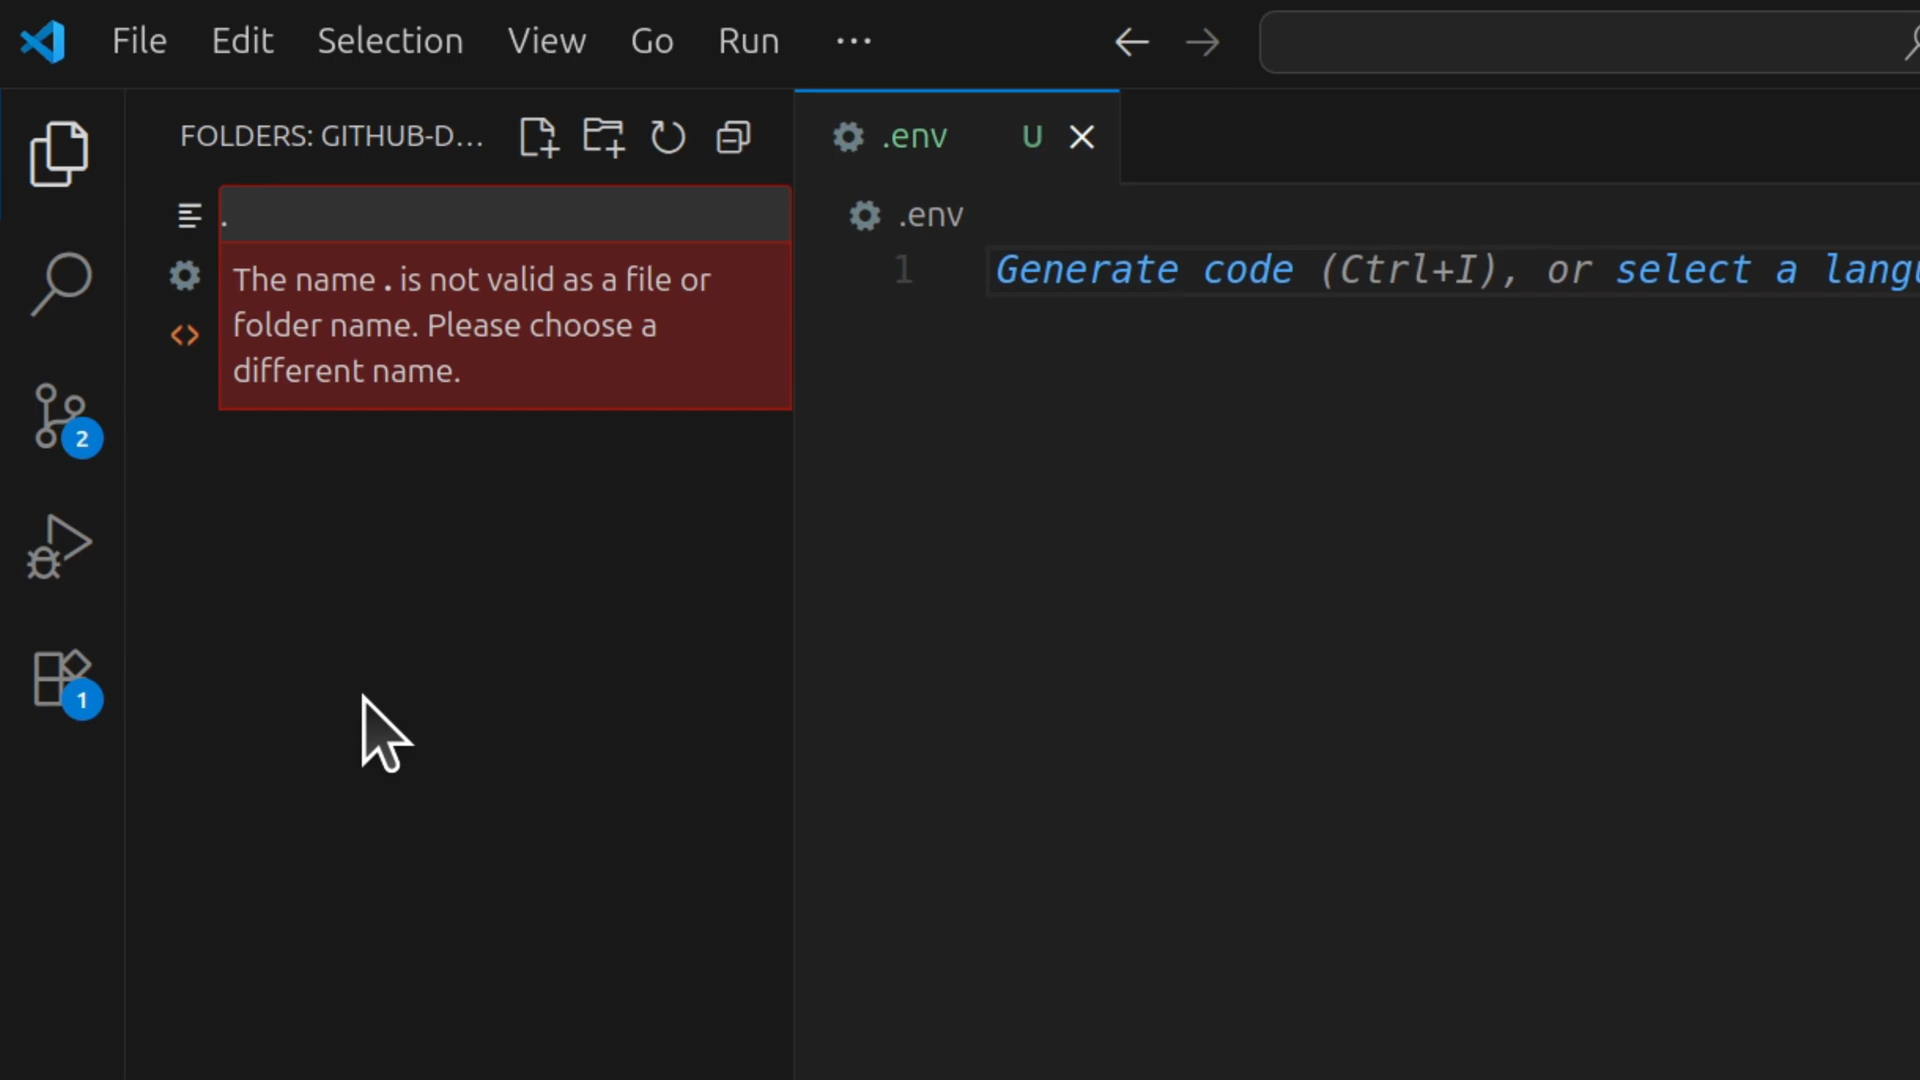 File Edit Selection View Go Run ...
FOLDERS: GITHUB-D...
.env U
.
.env
The name . is not valid as a file or
folder name. Please choose a
different name.
1 Generate code (Ctrl+I), or select a langu
2
1